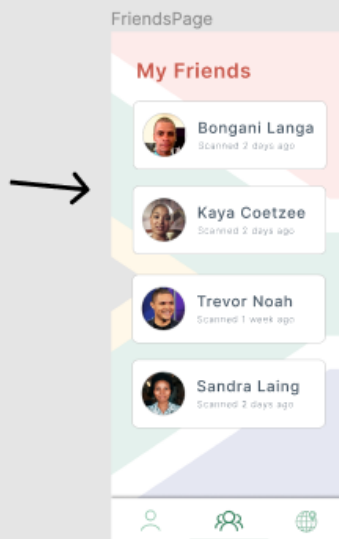 FriendsPage
My Friends
Bongani Langa
Scanned 2 days ago
Kaya Coetzee
Scanned 2 days ago
Trevor Noah
Scanned 1 week ago
Sandra Laing
Scanned 2 days ago